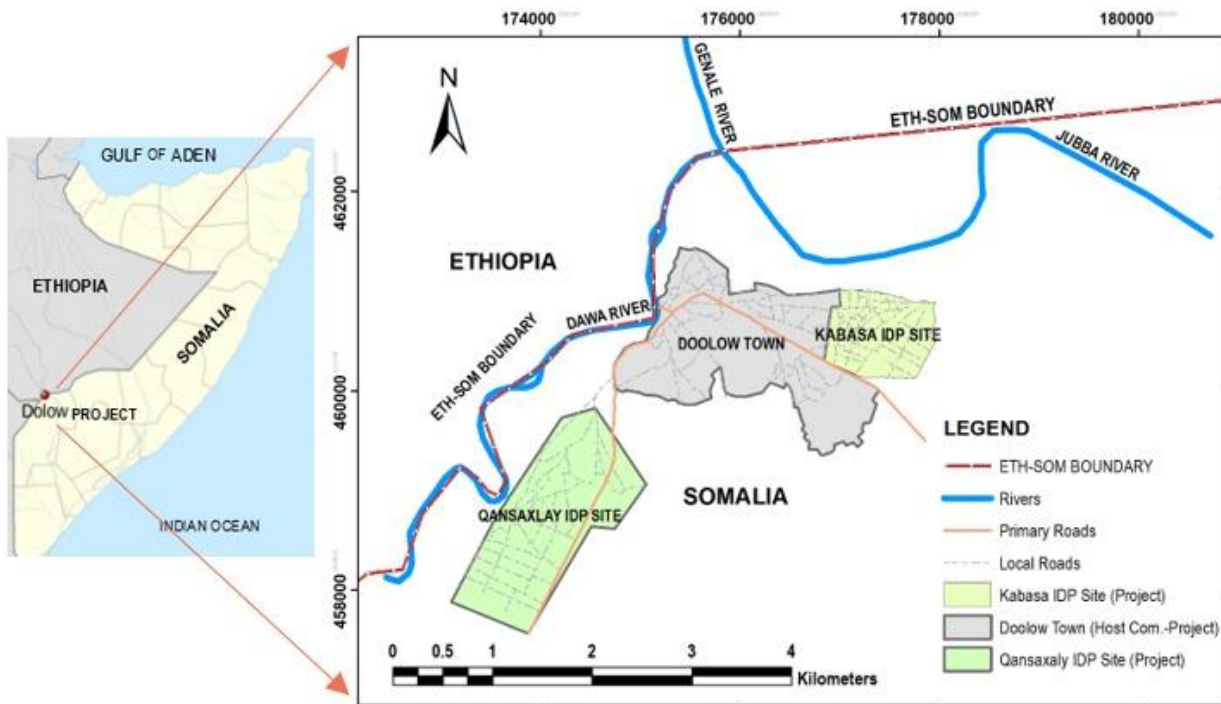 GULF OF ADEN
ETHIOPIA
SOMALIA
Dolow PROJECT
INDIAN OCEAN
174000
176000
178000
180000
462000
460000
458000
N
GENALE RIVER
ETH-SOM BOUNDARY
JUBBA RIVER
ETHIOPIA
DAWA RIVER
ETH-SOM BOUNDARY
DOOLOW TOWN
KABASA IDP SITE
SOMALIA
QANSAXLAY IDP SITE
LEGEND
ETH-SOM BOUNDARY
Rivers
Primary Roads
Local Roads
Kabasa IDP Site (Project)
Doolow Town (Host Com.-Project)
Qansaxaly IDP Site (Project)
0 0.5 1 2 3 4
Kilometers